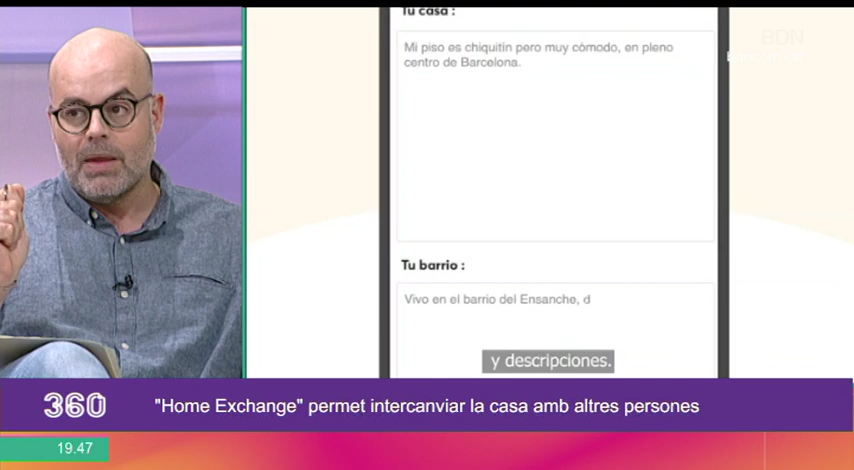 Tu casa :
Mi piso es chiquitín pero muy cómodo, en pleno
centro de Barcelona.
BDN
Tu barrio :
Vivo en el barrio del Ensanche, d
y descripciones.
360
"Home Exchange" permet intercanviar la casa amb altres persones
19.47